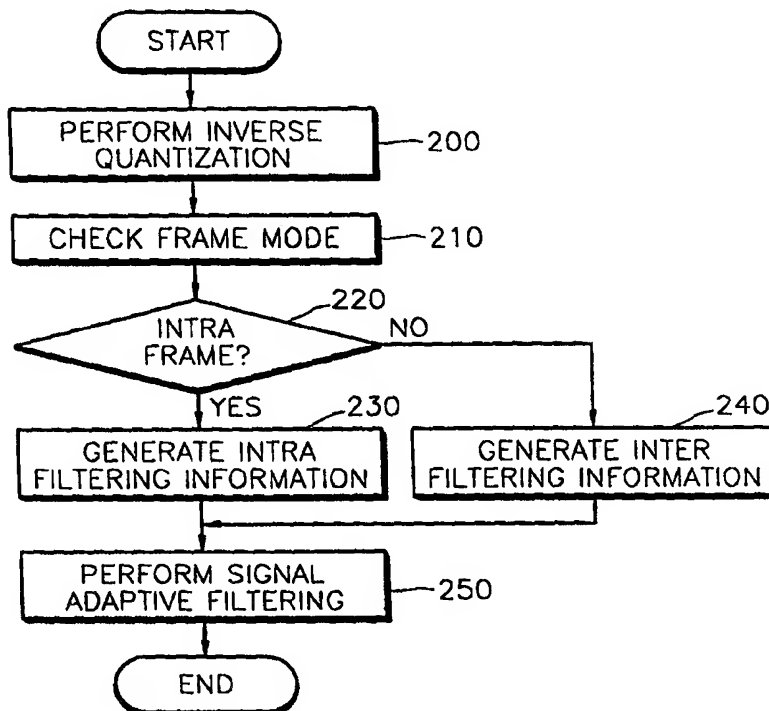 START
PERFORM INVERSE
QUANTIZATION
200
CHECK FRAME MODE
210
220
INTRA
FRAME?
NO
YES
230
240
GENERATE INTRA
FILTERING INFORMATION
GENERATE INTER
FILTERING INFORMATION
PERFORM SIGNAL
ADAPTIVE FILTERING
250
END